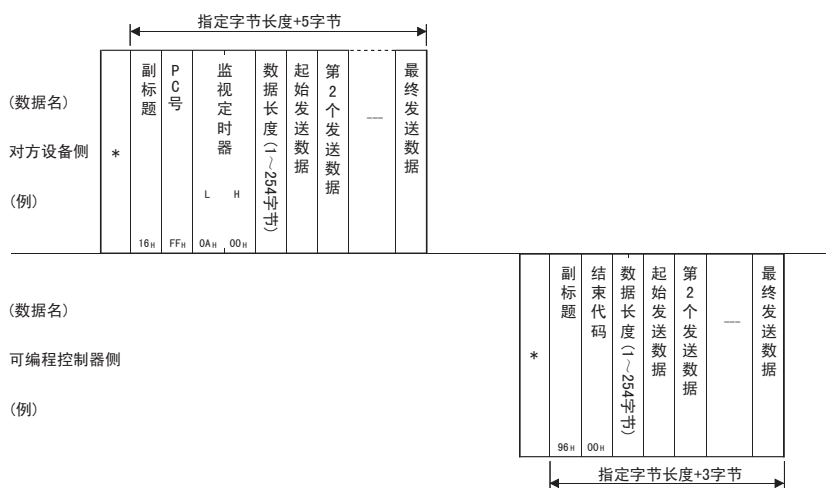 指定字节长度+5字节
(数据名)
对方设备侧
(例)
*
副标题
16H
PC号
FFH
监视定时器
L H
0AH 00H
数据长度(1～254字节)
起始发送数据
第2个发送数据
---
最终发送数据
(数据名)
可编程控制器侧
(例)
*
副标题
96H
结束代码
00H
数据长度(1～254字节)
起始发送数据
第2个发送数据
---
最终发送数据
指定字节长度+3字节